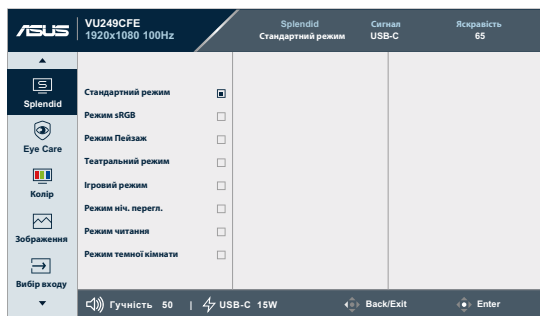 ASUS
VU249CFE
1920x1080 100Hz
Splendid
Стандартний режим
Сигнал
USB-C
Яскравість
65
Splendid
Eye Care
Колір
Зображення
Вибір входу
Стандартний режим
Режим sRGB
Режим Пейзаж
Театральний режим
Ігровий режим
Режим ніч. перегл.
Режим читання
Режим темної кімнати
Гучність 50 | USB-C 15W
Back/Exit
Enter